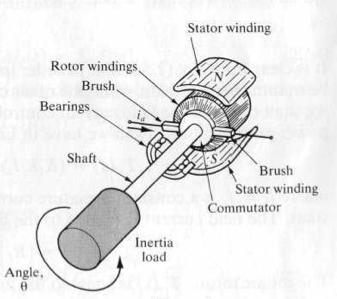 Stator winding
Rotor windings
Brush
Bearings
i_a
N
Shaft
S
Brush
Stator winding
Commutator
Inertia
load
Angle,
θ